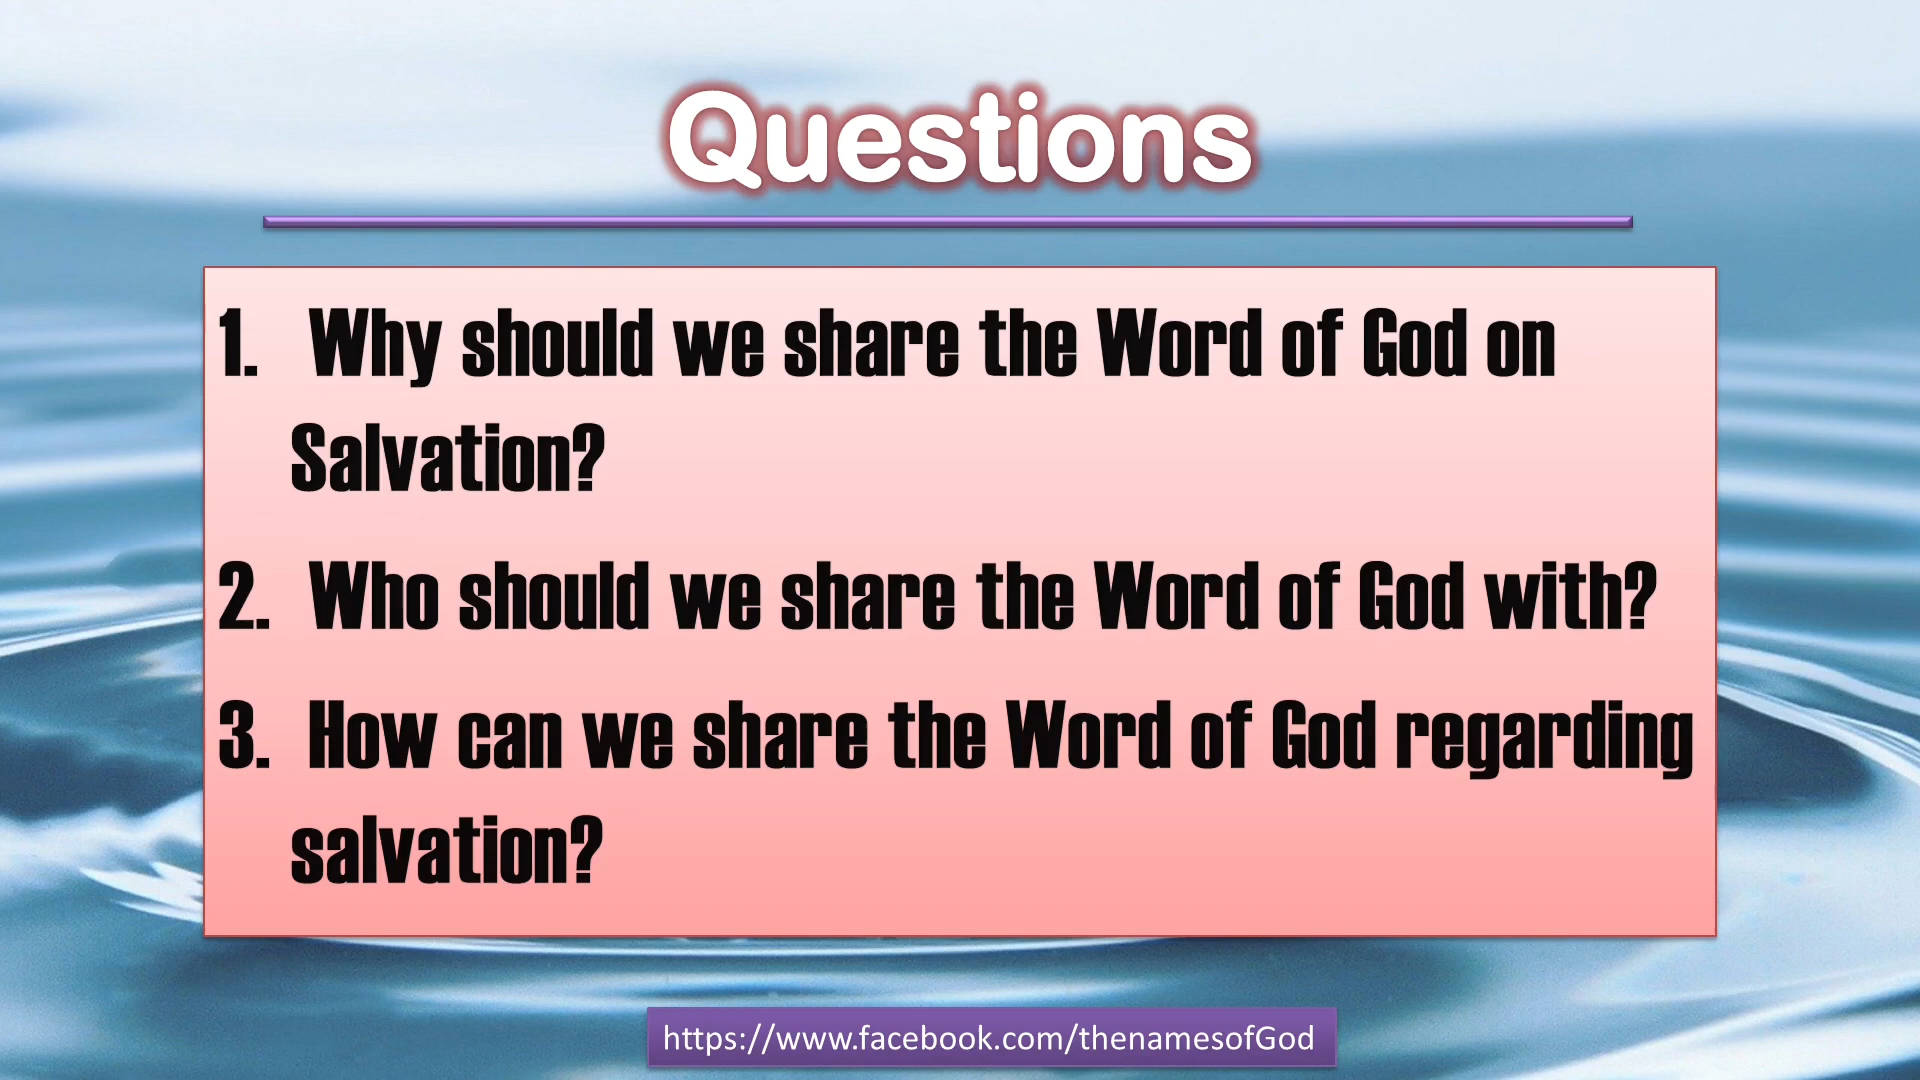 Questions
1. Why should we share the Word of God on
Salvation?
2. Who should we share the Word of God with?
3. How can we share the Word of God regarding
salvation?
https://www.facebook.com/thenamesofGod